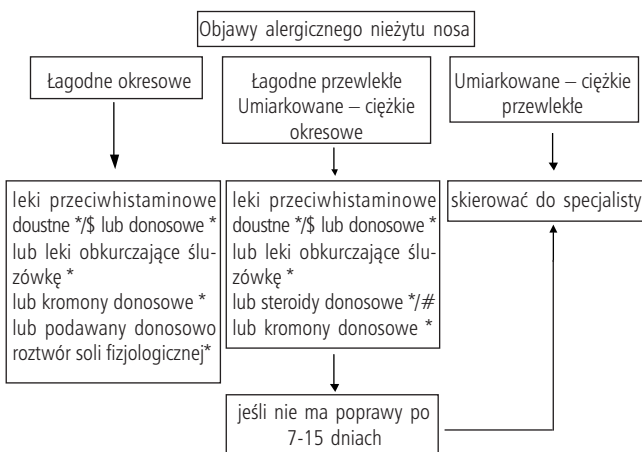 Objawy alergicznego nieżytu nosa
Łagodne okresowe
Łagodne przewlekłe
Umiarkowane – ciężkie
okresowe
Umiarkowane – ciężkie
przewlekłe
leki przeciwhistaminowe
doustne */$ lub donosowe *
lub leki obkurczające ślu-
zówkę *
lub kromony donosowe *
lub podawany donosowo
roztwór soli fizjologicznej*
leki przeciwhistaminowe
doustne */$ lub donosowe *
lub leki obkurczające ślu-
zówkę *
lub steroidy donosowe */#
lub kromony donosowe *
skierować do specjalisty
jeśli nie ma poprawy po
7-15 dniach